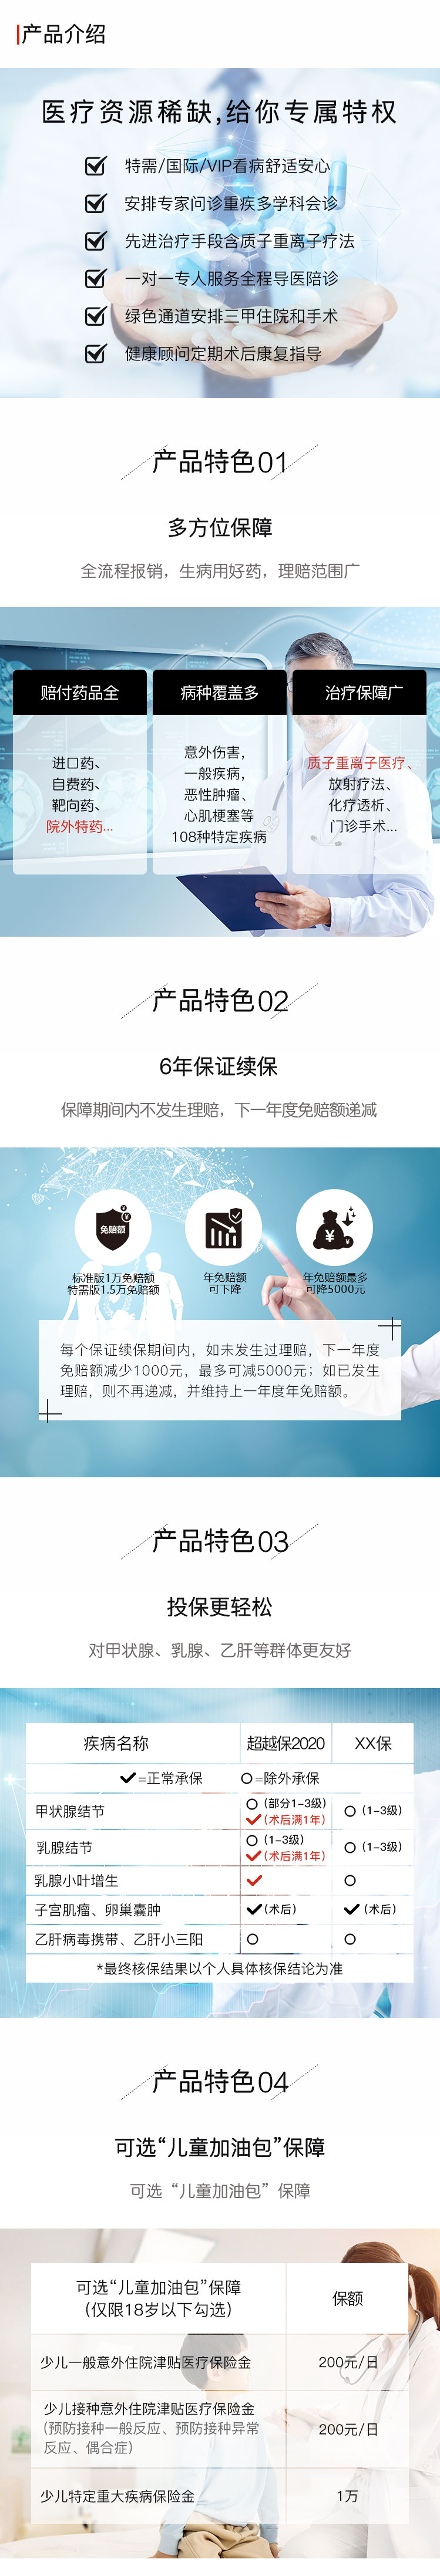 产品介绍
医疗资源稀缺,给你专属特权
特需/国际/VIP看病舒适安心
安排专家问诊重疾多学科会诊
先进治疗手段含质子重离子疗法
一对一专人服务全程导医陪诊
绿色通道安排三甲住院和手术
健康顾问定期术后康复指导
产品特色01
多方位保障
全流程报销，生病用好药，理赔范围广
赔付药品全
进口药、
自费药、
靶向药、
院外特药...
病种覆盖多
意外伤害，
一般疾病，
恶性肿瘤、
心肌梗塞等
108种特定疾病
治疗保障广
质子重离子医疗、
放射疗法、
化疗透析、
门诊手术...
产品特色02
6年保证续保
保障期间内不发生理赔，下一年度免赔额递减
免赔额
¥
¥
¥
¥
标准版1万免赔额
特需版1.5万免赔额
年免赔额
可下降
年免赔额最多
可降5000元
每个保证续保期间内，如未发生过理赔，下一年度
免赔额减少1000元，最多可减5000元；如已发生
理赔，则不再递减，并维持上一年度年免赔额。
产品特色03
投保更轻松
对甲状腺、乳腺、乙肝等群体更友好
疾病名称 超越保2020 XX保
✔=正常承保 O=除外承保
甲状腺结节 O（部分1-3级） O（1-3级）
✔（术后满1年）
乳腺结节 O（1-3级） O（1-3级）
✔（术后满1年）
乳腺小叶增生 ✔ O
子宫肌瘤、卵巢囊肿 ✔（术后） ✔（术后）
乙肝病毒携带、乙肝小三阳 O O
*最终核保结果以个人具体核保结论为准
产品特色04
可选“儿童加油包”保障
可选“儿童加油包”保障
可选“儿童加油包”保障
（仅限18岁以下勾选）
保额
少儿一般意外住院津贴医疗保险金 200元/日
少儿接种意外住院津贴医疗保险金
（预防接种一般反应、预防接种异常
反应、偶合症）
200元/日
少儿特定重大疾病保险金 1万